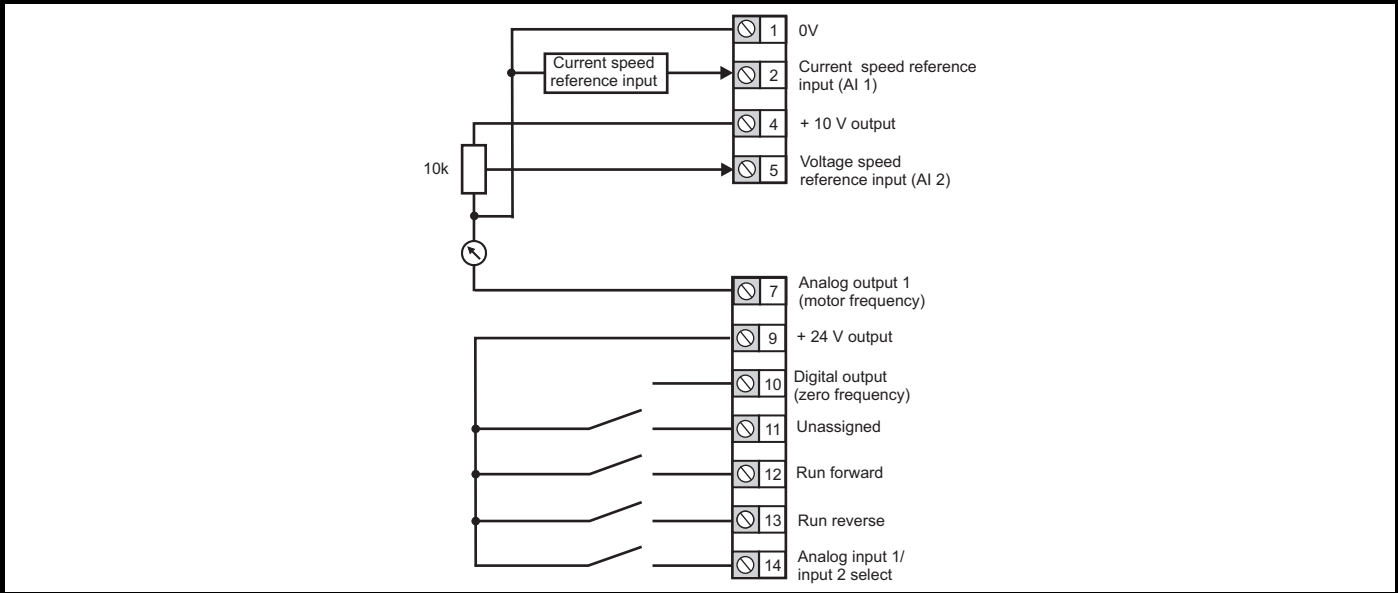 1 0V
Current speed
reference input
2 Current speed reference
input (AI 1)
4 + 10 V output
10k
5 Voltage speed
reference input (AI 2)
7 Analog output 1
(motor frequency)
9 + 24 V output
10 Digital output
(zero frequency)
11 Unassigned
12 Run forward
13 Run reverse
14 Analog input 1/
input 2 select